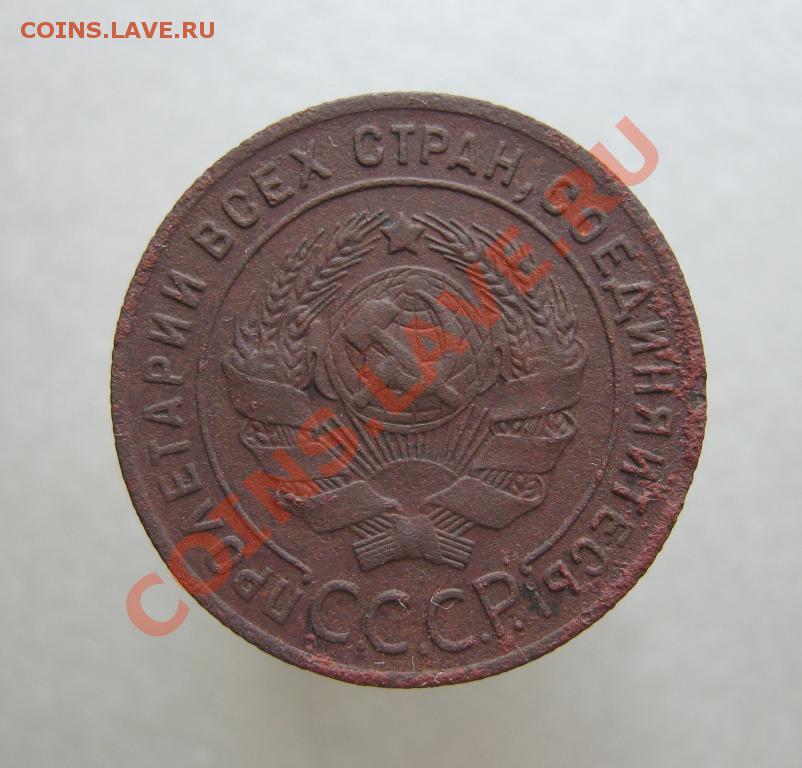 COINS.LAVE.RU
ПРОЛЕТАРИИ ВСЕХ СТРАН, СОЕДИНЯЙТЕСЬ!
С.С.С.Р.
COINS.LAVE.RU